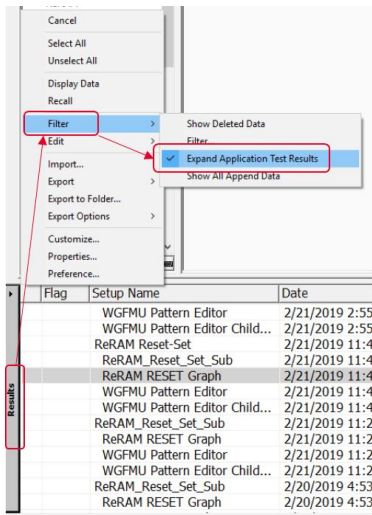 Cancel
Select All
Unselect All
Display Data
Recall
Filter >
Edit >
Import...
Export >
Export to Folder...
Export Options >
Customize...
Properties...
Preference...
Show Deleted Data
Filter...
Expand Application Test Results
Show All Append Data
Results
Flag Setup Name Date
WGFMU Pattern Editor 2/21/2019 2:55
WGFMU Pattern Editor Child... 2/21/2019 2:55
ReRAM Reset-Set 2/21/2019 11:4
ReRAM_Reset_Set_Sub 2/21/2019 11:4
ReRAM RESET Graph 2/21/2019 11:4
WGFMU Pattern Editor 2/21/2019 11:4
WGFMU Pattern Editor Child... 2/21/2019 11:4
ReRAM_Reset_Set_Sub 2/21/2019 11:2
ReRAM RESET Graph 2/21/2019 11:2
WGFMU Pattern Editor 2/21/2019 11:2
WGFMU Pattern Editor Child... 2/21/2019 11:2
ReRAM_Reset_Set_Sub 2/20/2019 4:53
ReRAM RESET Graph 2/20/2019 4:53